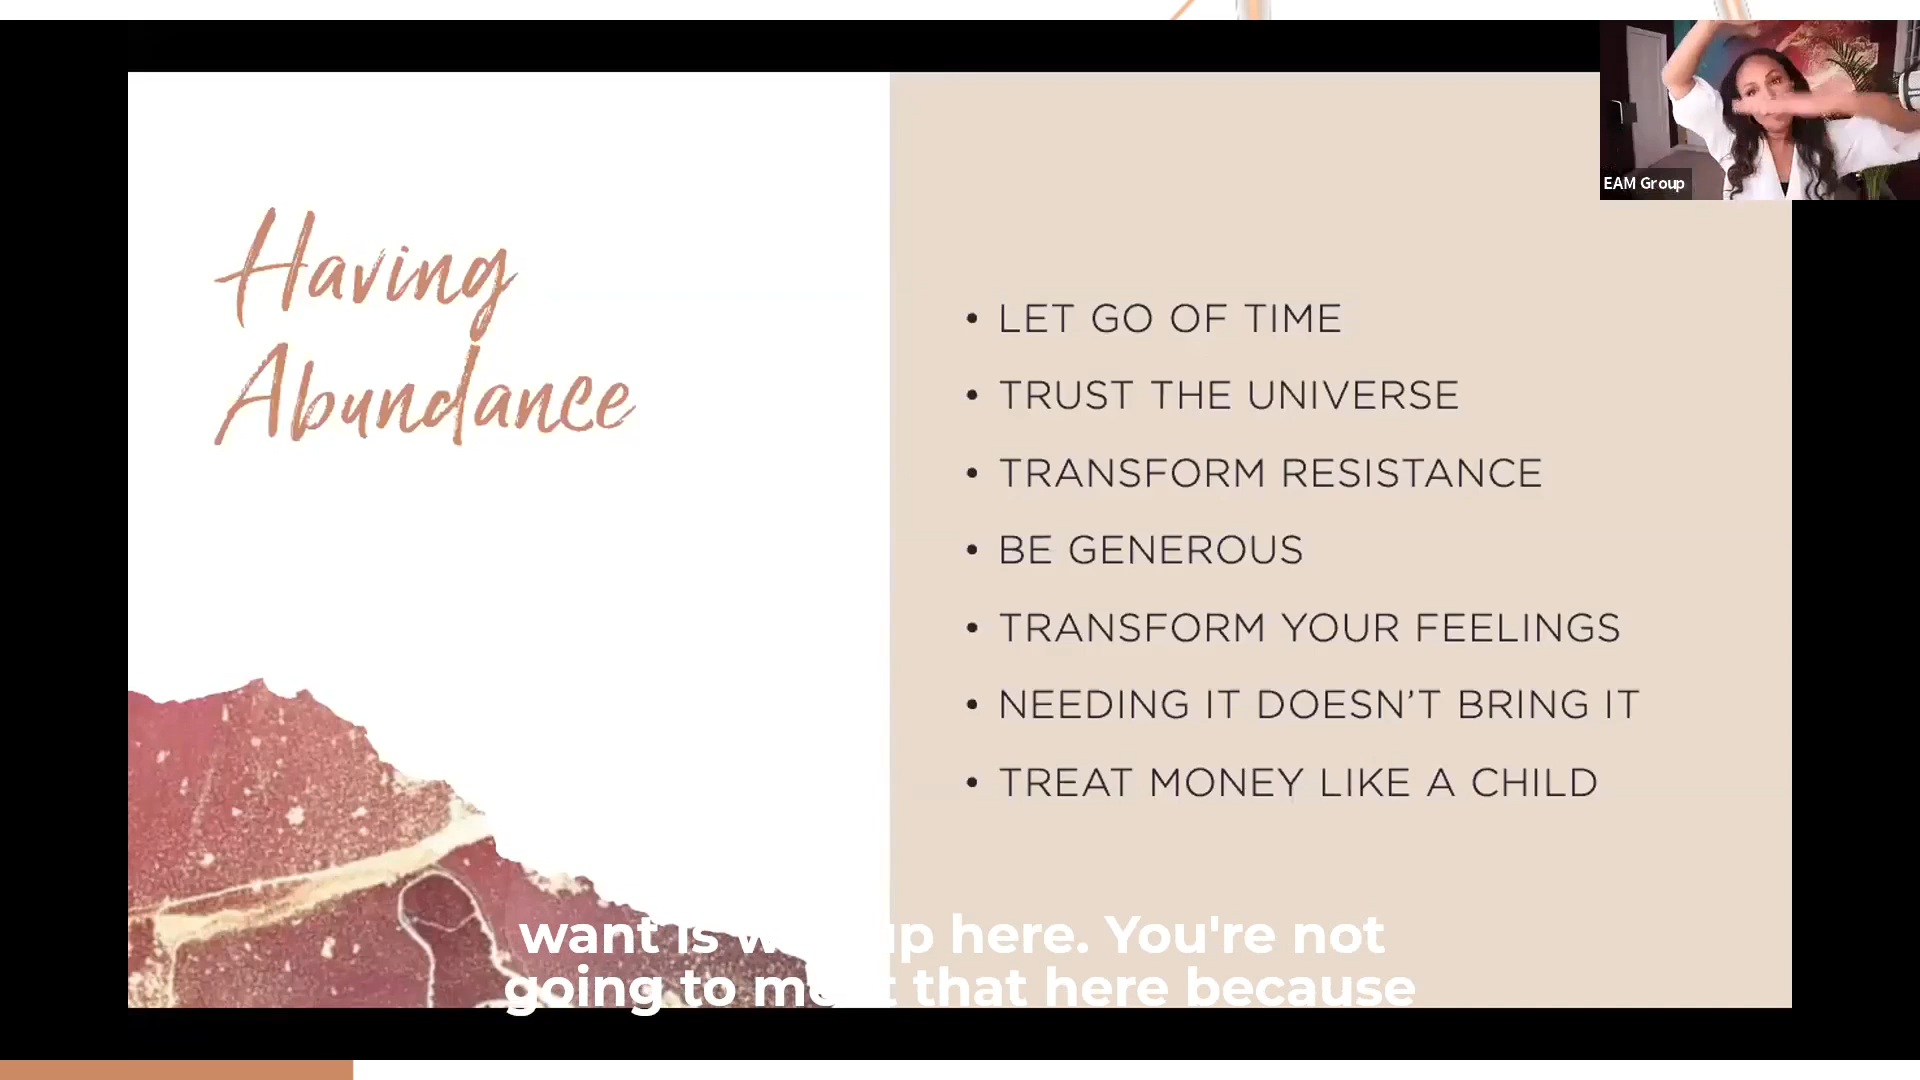 EAM Group
Having
Abundance
• LET GO OF TIME
• TRUST THE UNIVERSE
• TRANSFORM RESISTANCE
• BE GENEROUS
• TRANSFORM YOUR FEELINGS
• NEEDING IT DOESN'T BRING IT
• TREAT MONEY LIKE A CHILD
want is up here. You're not
going to that here because